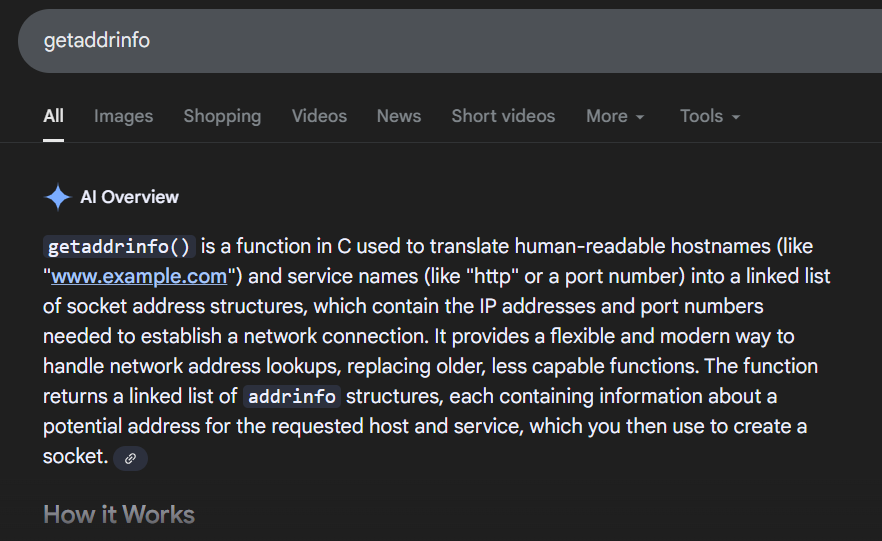 getaddrinfo
All Images Shopping Videos News Short videos More Tools
AI Overview
getaddrinfo() is a function in C used to translate human-readable hostnames (like
"www.example.com") and service names (like "http" or a port number) into a linked list
of socket address structures, which contain the IP addresses and port numbers
needed to establish a network connection. It provides a flexible and modern way to
handle network address lookups, replacing older, less capable functions. The function
returns a linked list of addrinfo structures, each containing information about a
potential address for the requested host and service, which you then use to create a
socket.
How it Works